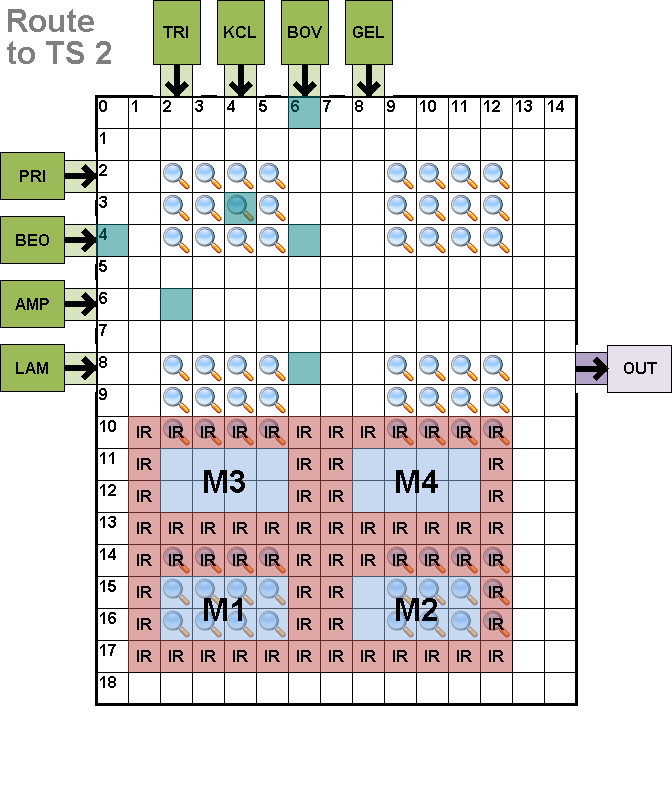 Route
to TS 2
TRI KCL BOV GEL
0 1 2 3 4 5 6 7 8 9 10 11 12 13 14
1
PRI 2
3
BEO 4
5
AMP 6
7
LAM 8 OUT
9
10 IR IR IR IR IR IR IR IR IR IR IR IR
11 IR IR IR IR
M3 M4
12 IR IR IR IR
13 IR IR IR IR IR IR IR IR IR IR IR IR
14 IR IR IR IR IR IR IR IR IR IR IR IR
15 IR IR IR IR
M1 M2
16 IR IR IR IR
17 IR IR IR IR IR IR IR IR IR IR IR IR
18